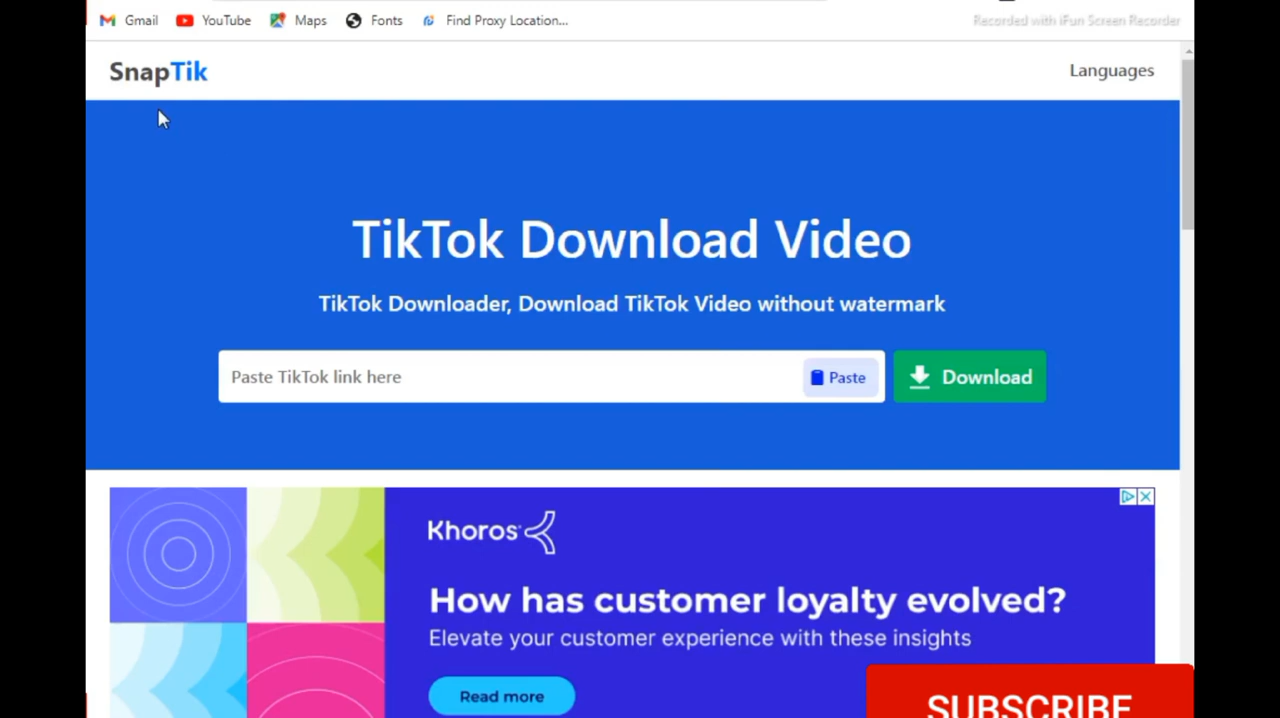 Gmail YouTube Maps Fonts Find Proxy Location...
Recorded with iFun Screen Recorder
SnapTik
Languages
TikTok Download Video
TikTok Downloader, Download TikTok Video without watermark
Paste TikTok link here
Paste
Download
Khoros
How has customer loyalty evolved?
Elevate your customer experience with these insights
Read more
SUBSCRIBE